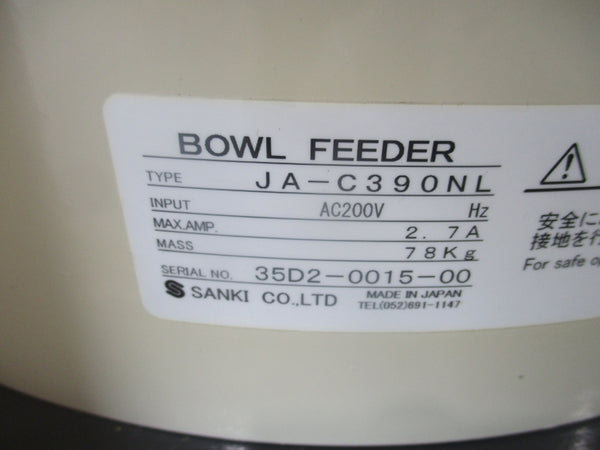 BOWL FEEDER
TYPE JA-C390NL
INPUT AC200V Hz
MAX.AMP. 2.7A
MASS 78Kg
SERIAL NO. 35D2-0015-00
SANKI CO.,LTD MADE IN JAPAN
TEL(052)691-1147
安全に
接地を行
For safe